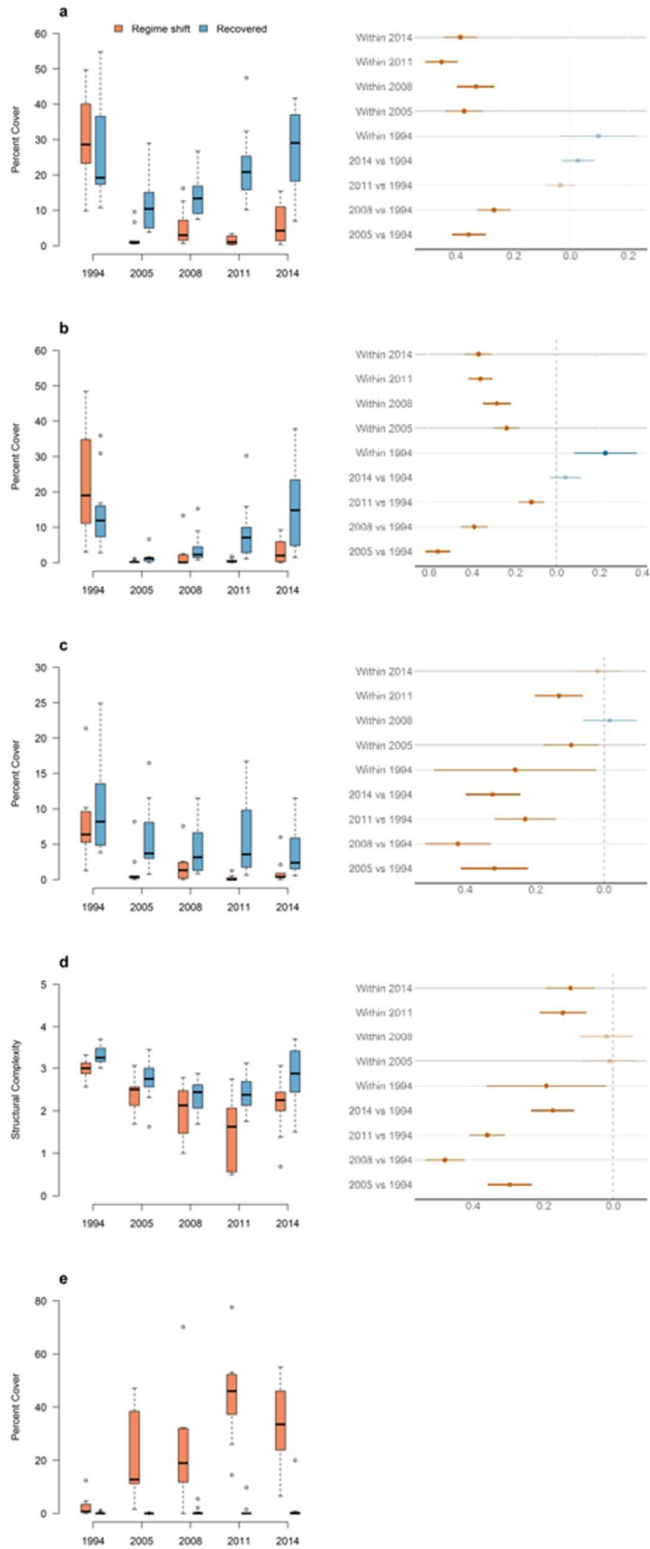 a
Regime shift Recovered
Percent Cover
60
50
40
30
20
10
0
1994 2005 2008 2011 2014
Within 2014
Within 2011
Within 2008
Within 2005
Within 1994
2014 vs 1994
2011 vs 1994
2008 vs 1994
2005 vs 1994
0.4 0.2 0.0 0.2
b
Percent Cover
60
50
40
30
20
10
0
1994 2005 2008 2011 2014
Within 2014
Within 2011
Within 2008
Within 2005
Within 1994
2014 vs 1994
2011 vs 1994
2008 vs 1994
2005 vs 1994
0.6 0.4 0.2 0.0 0.2 0.4
c
Percent Cover
30
25
20
15
10
5
0
1994 2005 2008 2011 2014
Within 2014
Within 2011
Within 2008
Within 2005
Within 1994
2014 vs 1994
2011 vs 1994
2008 vs 1994
2005 vs 1994
0.4 0.2 0.0
d
Structural Complexity
5
4
3
2
1
0
1994 2005 2008 2011 2014
Within 2014
Within 2011
Within 2008
Within 2005
Within 1994
2014 vs 1994
2011 vs 1994
2008 vs 1994
2005 vs 1994
0.4 0.2 0.0
e
Percent Cover
80
60
40
20
0
1994 2005 2008 2011 2014